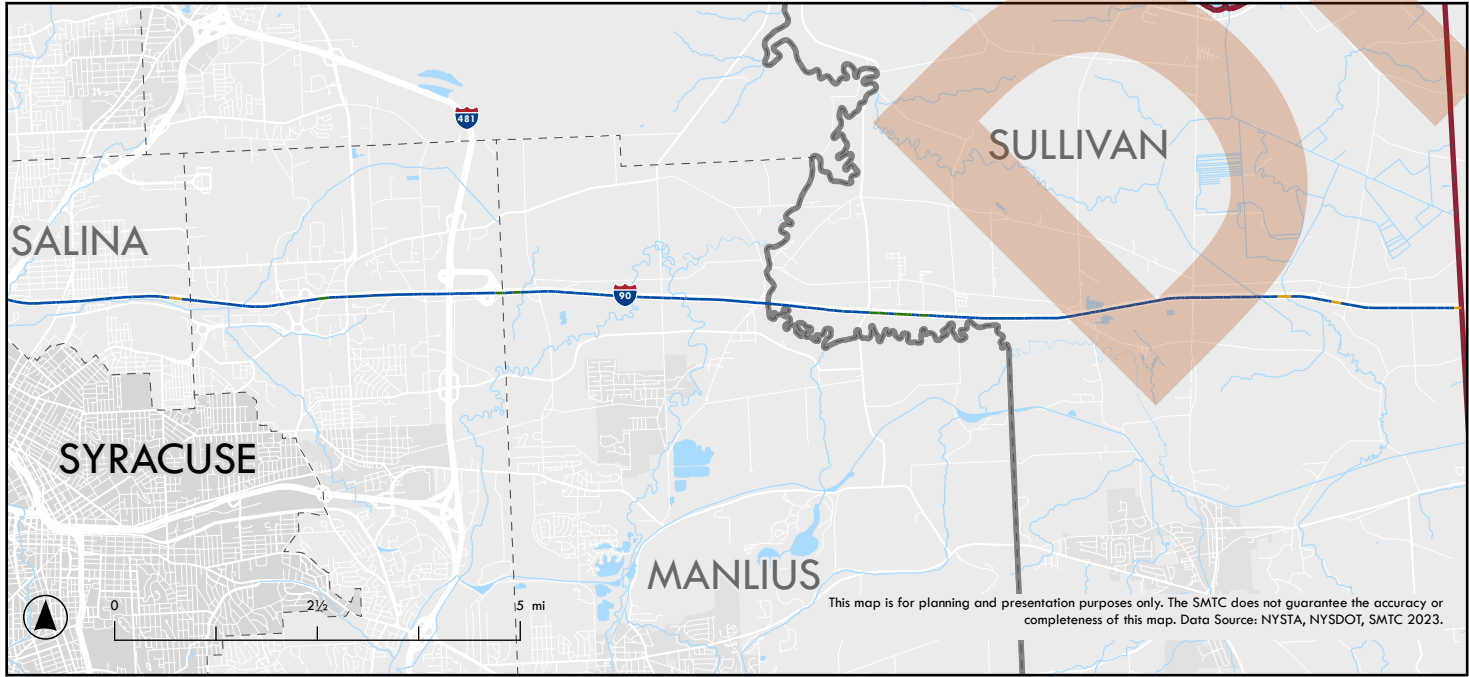 481
SULLIVAN
SALINA
90
SYRACUSE
MANLIUS
0 2½ 5 mi
This map is for planning and presentation purposes only. The SMTC does not guarantee the accuracy or
completeness of this map. Data Source: NYSTA, NYSDOT, SMTC 2023.